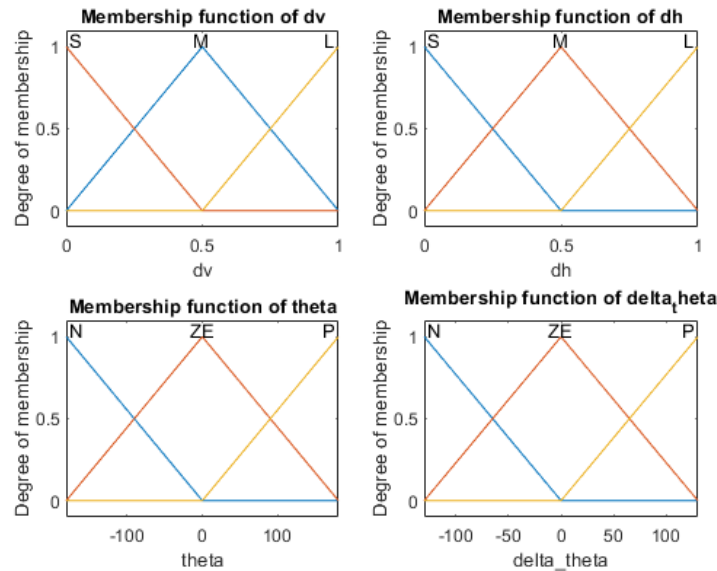 Membership function of dv
S M L
1
0.5
0
0 0.5 1
dv
Degree of membership
Membership function of dh
S M L
1
0.5
0
0 0.5 1
dh
Degree of membership
Membership function of theta
N ZE P
1
0.5
0
-100 0 100
theta
Degree of membership
Membership function of delta_theta
N ZE P
1
0.5
0
-100 -50 0 50 100
delta_theta
Degree of membership